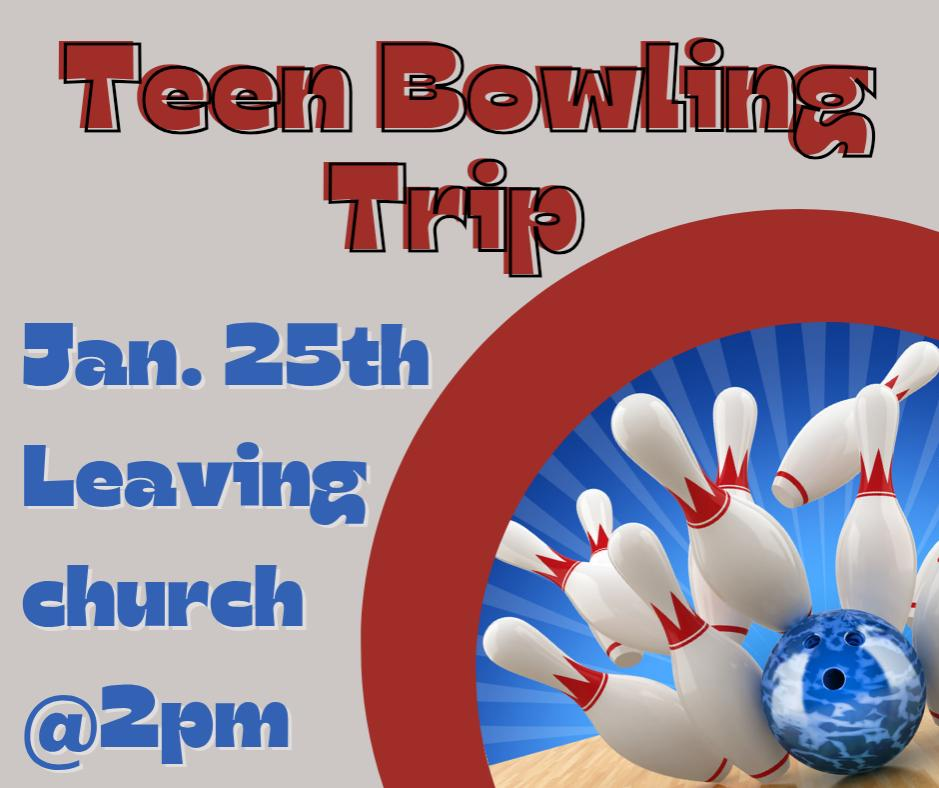 Teen Bowling
Trip
Jan. 25th
Leaving
church
@2pm